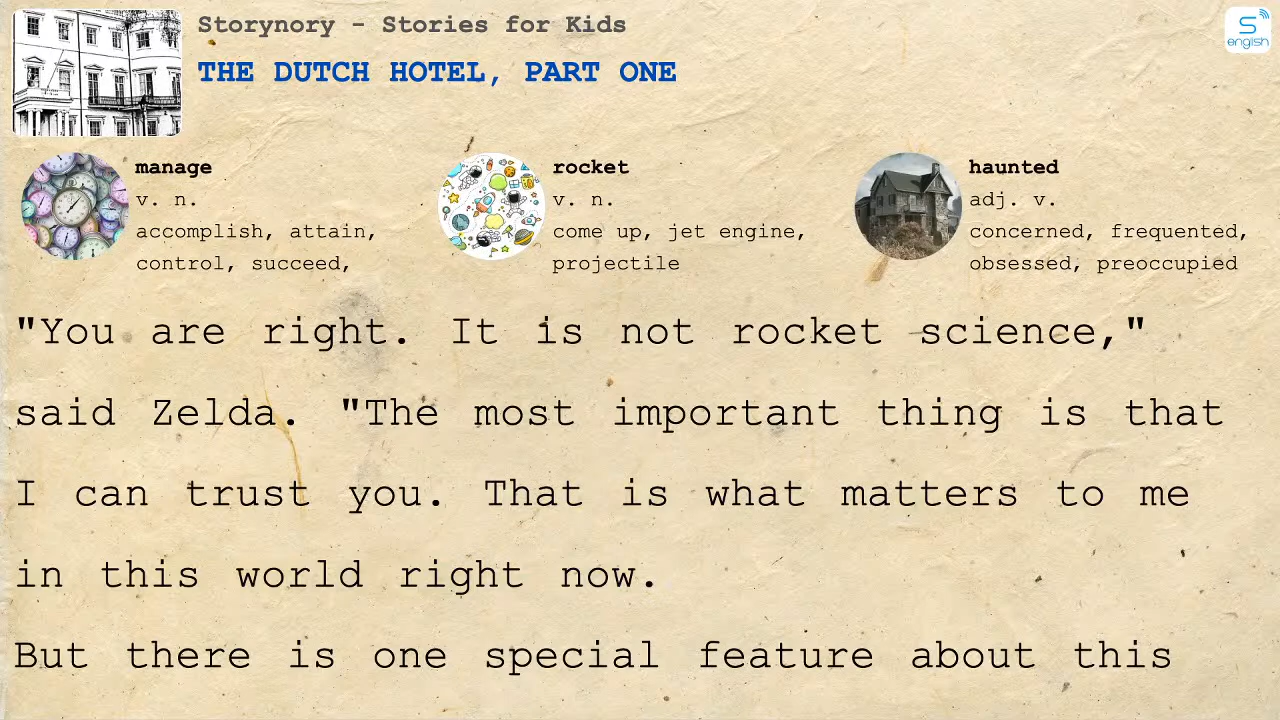 Storynory - Stories for Kids
THE DUTCH HOTEL, PART ONE
S
english
manage
v. n.
accomplish, attain,
control, succeed,
rocket
v. n.
come up, jet engine,
projectile
haunted
adj. v.
concerned, frequented,
obsessed, preoccupied
"You are right. It is not rocket science,"
said Zelda. "The most important thing is that
I can trust you. That is what matters to me
in this world right now.
But there is one special feature about this